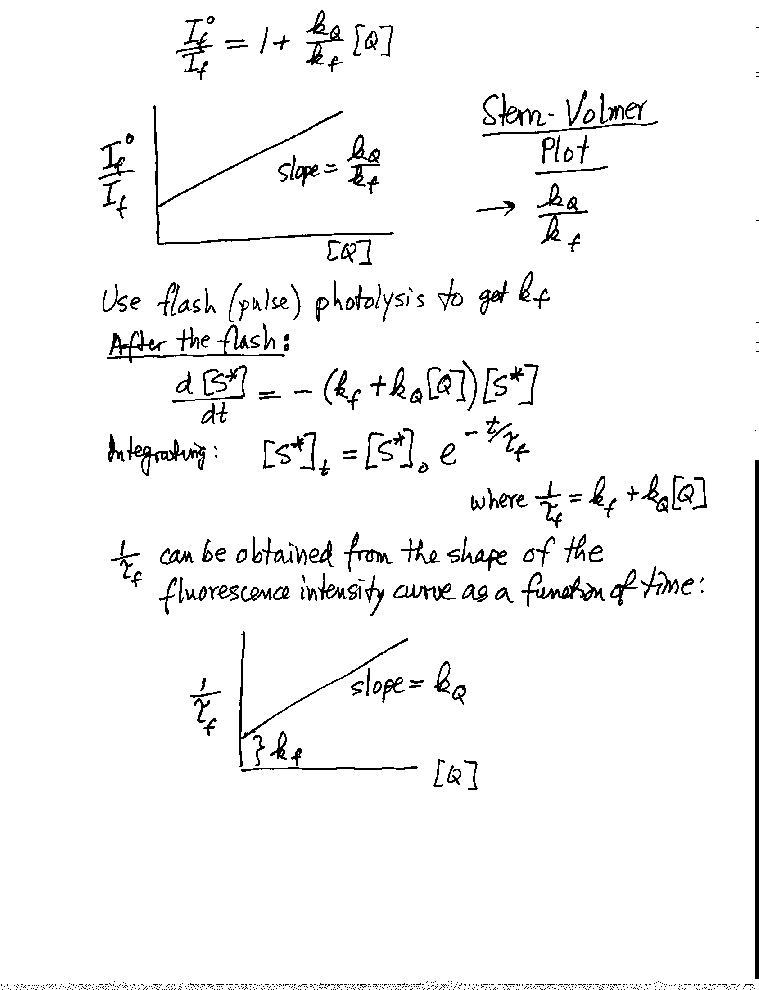 I_f°/I_f = 1 + k_Q/k_f [Q]
Stern-Volmer
Plot
→ k_Q/k_f
I_f°/I_f
slope = k_Q/k_f
[Q]
Use flash (pulse) photolysis to get k_f
After the flash:
d[S*]/dt = - (k_f + k_Q[Q])[S*]
Integrating: [S*]_t = [S*]_0 e^(-t/τ_f)
where 1/τ_f = k_f + k_Q[Q]
1/τ_f can be obtained from the shape of the
fluorescence intensity curve as a function of time:
1/τ_f
slope = k_Q
} k_f
[Q]